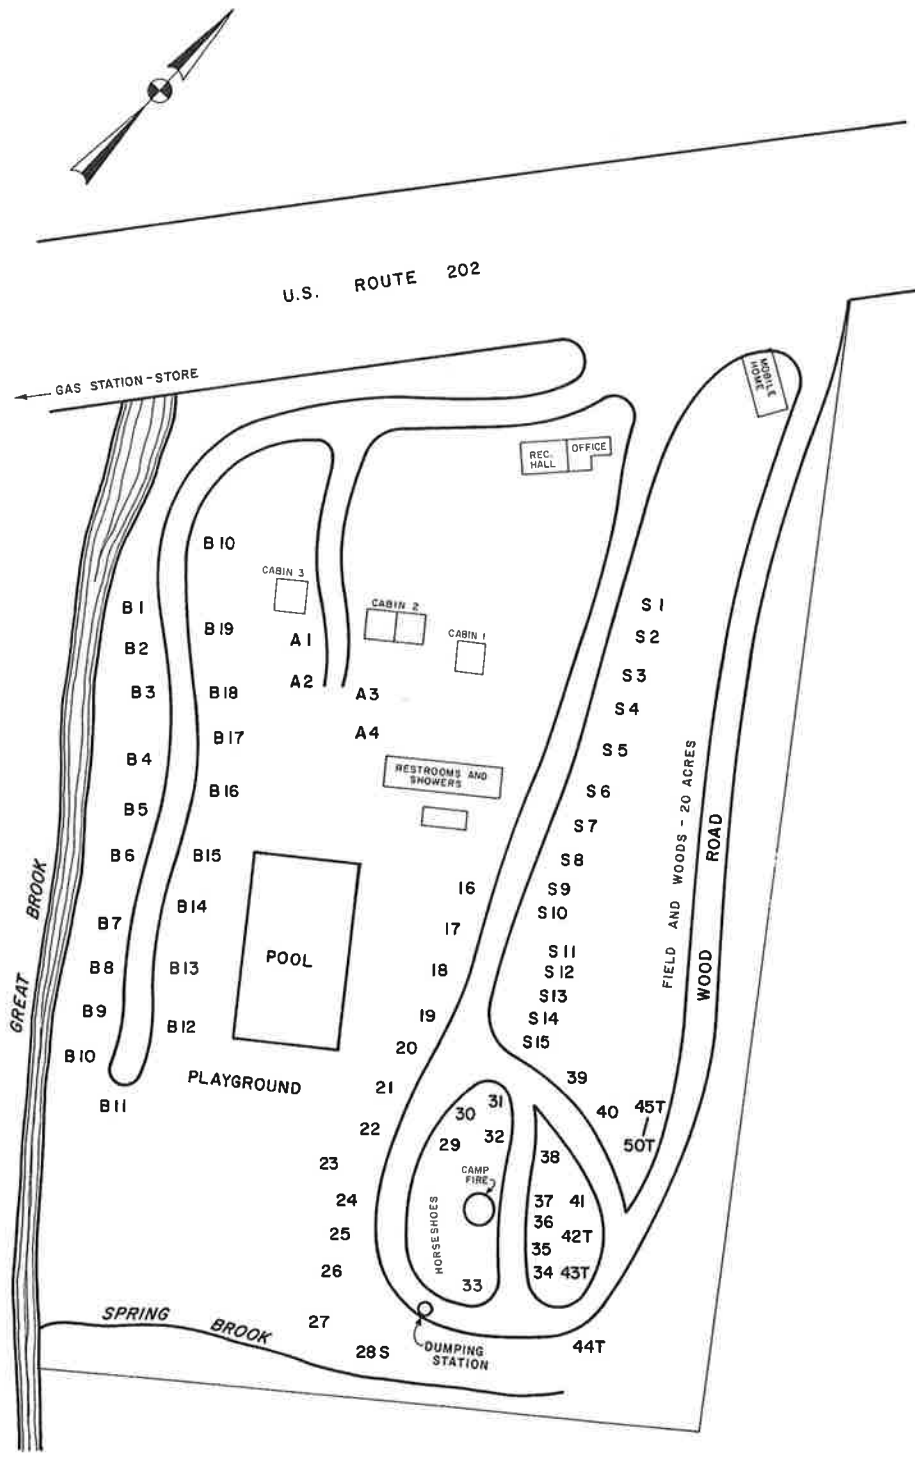 U.S. ROUTE 202
GAS STATION-STORE
MOBILE
HOME
REC.
HALL
OFFICE
B10
CABIN 3
CABIN 2
CABIN 1
B1
B2
B3
B4
B5
B6
B7
B8
B9
B10
B11
B19
B18
B17
B16
B15
B14
B13
B12
A1
A2
A3
A4
RESTROOMS AND
SHOWERS
POOL
PLAYGROUND
GREAT BROOK
S1
S2
S3
S4
S5
S6
S7
S8
S9
S10
S11
S12
S13
S14
S15
FIELD AND WOODS - 20 ACRES
WOOD ROAD
16
17
18
19
20
21
22
23
24
25
26
27
28S
29
30
31
32
CAMP
FIRE
HORSESHOES
33
39
40
45T
50T
38
37
41
36
42T
35
34
43T
44T
DUMPING
STATION
SPRING BROOK